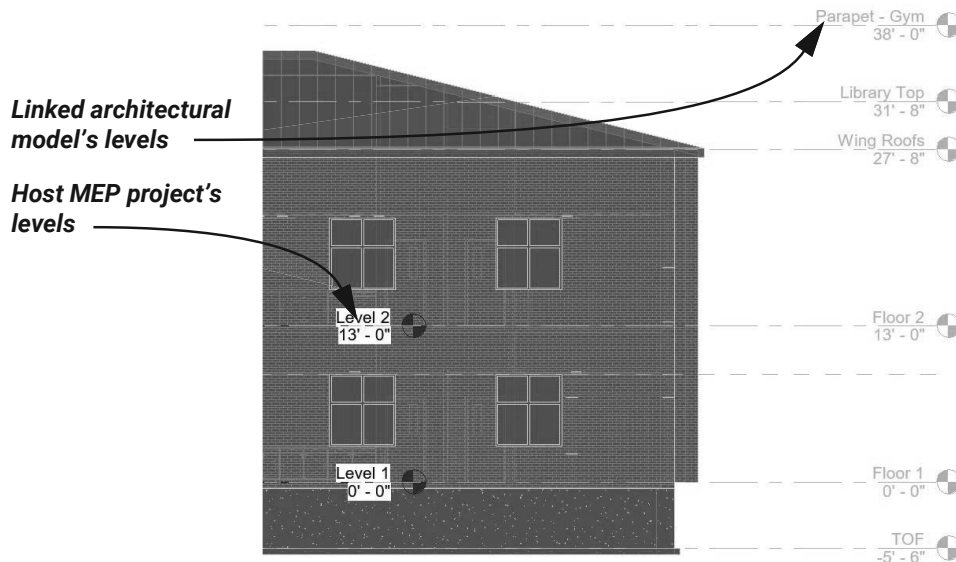 Parapet - Gym
38' - 0"
Linked architectural
model's levels
Library Top
31' - 8"
Wing Roofs
27' - 8"
Host MEP project's
levels
Level 2
13' - 0"
Floor 2
13' - 0"
Level 1
0' - 0"
Floor 1
0' - 0"
TOF
-5' - 6"